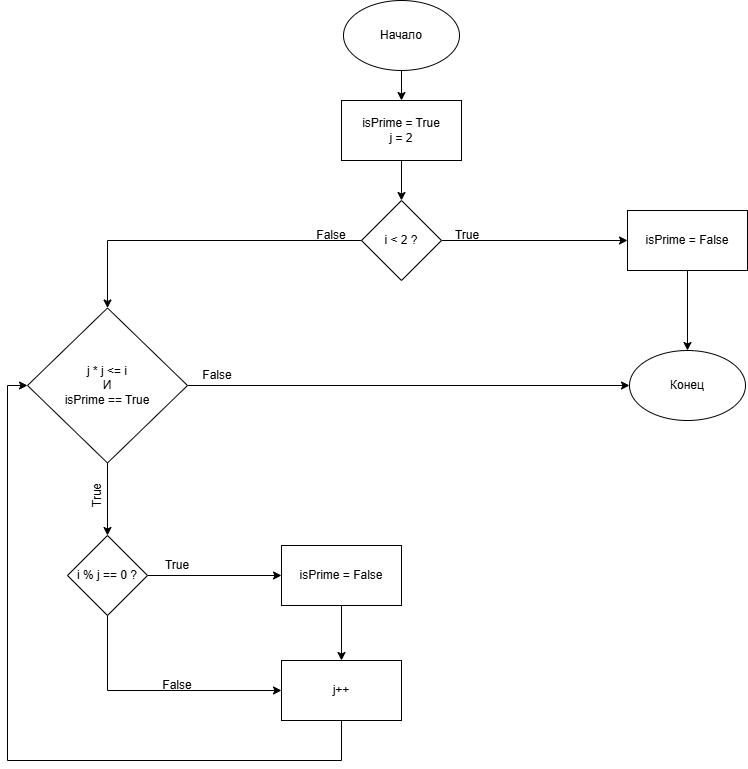 Начало
isPrime = True
j = 2
False
i < 2 ?
True
isPrime = False
j * j <= i
И
isPrime == True
False
Конец
True
i % j == 0 ?
True
isPrime = False
False
j++